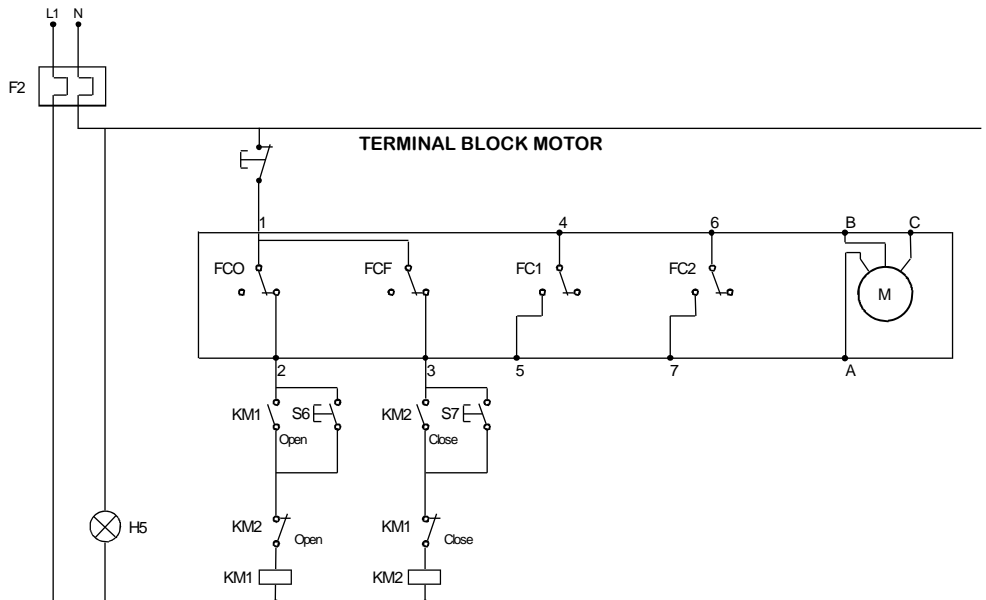 L1 N
F2
TERMINAL BLOCK MOTOR
1 4 6 B C
FCO FCF FC1 FC2 M
2 3 5 7 A
KM1 S6 KM2 S7
Open Close
H5 KM2 Open KM1 Close
KM1 KM2